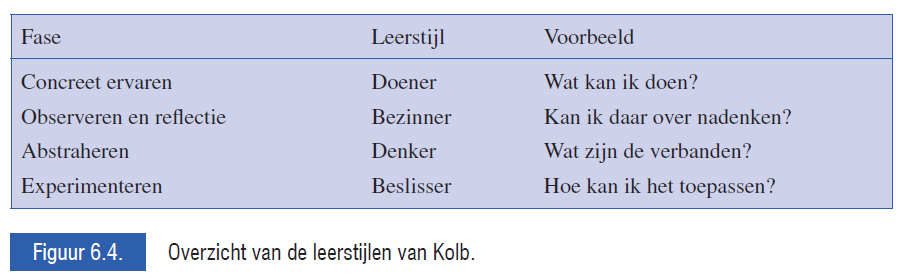 Fase Leerstijl Voorbeeld
Concreet ervaren Doener Wat kan ik doen?
Observeren en reflectie Bezinner Kan ik daar over nadenken?
Abstraheren Denker Wat zijn de verbanden?
Experimenteren Beslisser Hoe kan ik het toepassen?
Figuur 6.4. Overzicht van de leerstijlen van Kolb.